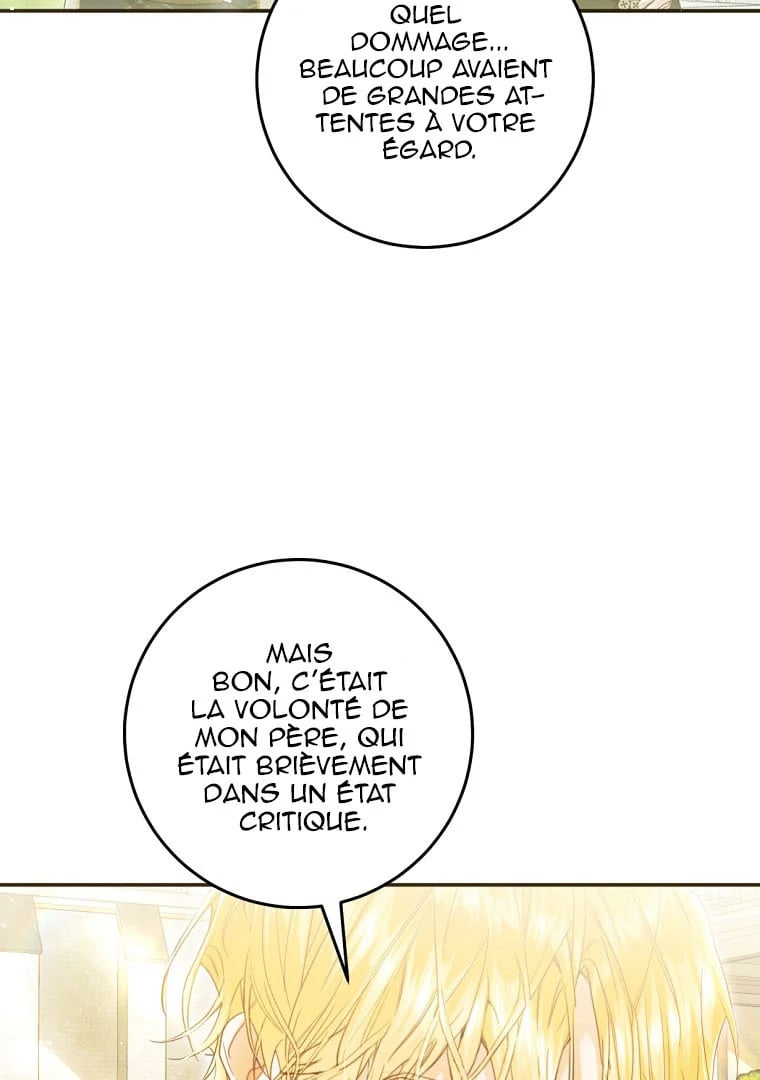 QUEL
DOMMAGE...
BEAUCOUP AVAIENT
DE GRANDES AT-
TENTES À VOTRE
ÉGARD.
MAIS
BON, C'ÉTAIT
LA VOLONTÉ DE
MON PÈRE, QUI
ÉTAIT BRIÈVEMENT
DANS UN ÉTAT
CRITIQUE.